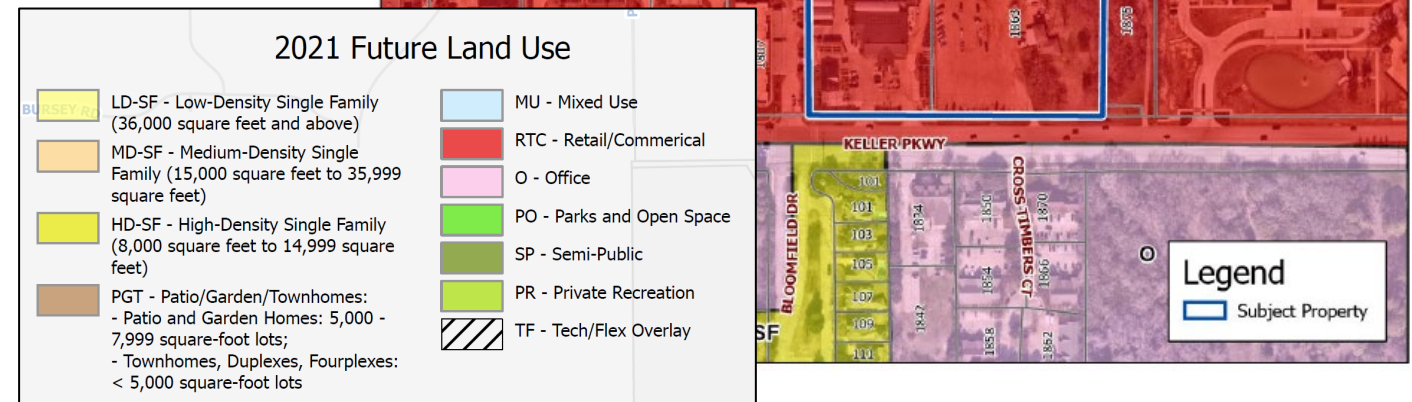 2021 Future Land Use
BURSEY RD
LD-SF - Low-Density Single Family
(36,000 square feet and above)
MD-SF - Medium-Density Single
Family (15,000 square feet to 35,999
square feet)
HD-SF - High-Density Single Family
(8,000 square feet to 14,999 square
feet)
PGT - Patio/Garden/Townhomes:
- Patio and Garden Homes: 5,000 -
7,999 square-foot lots;
- Townhomes, Duplexes, Fourplexes:
< 5,000 square-foot lots
MU - Mixed Use
RTC - Retail/Commerical
O - Office
PO - Parks and Open Space
SP - Semi-Public
PR - Private Recreation
TF - Tech/Flex Overlay
1863
KELLER PKWY
BLOOMFIELD DR
CROSS TIMBERS CT
101
101
103
105
107
109
111
SF
1834
1842
1850
1854
1858
1870
1866
1862
O
Legend
Subject Property